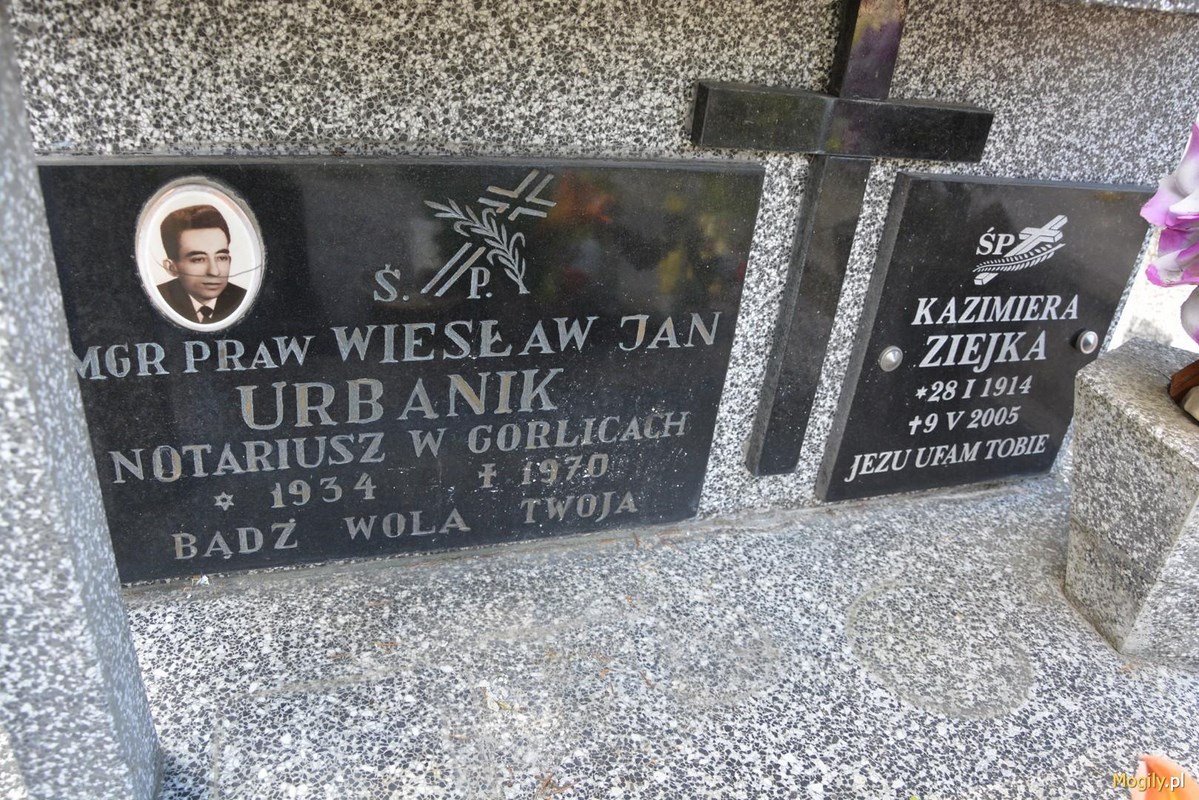 Ś. P.
MGR PRAW WIESŁAW JAN
URBANIK
NOTARIUSZ W GORLICACH
✡ 1934 ✝ 1970
BĄDŹ WOLA TWOJA
ŚP
KAZIMIERA
ZIEJKA
*28 I 1914
✝9 V 2005
JEZU UFAM TOBIE
Mogily.pl